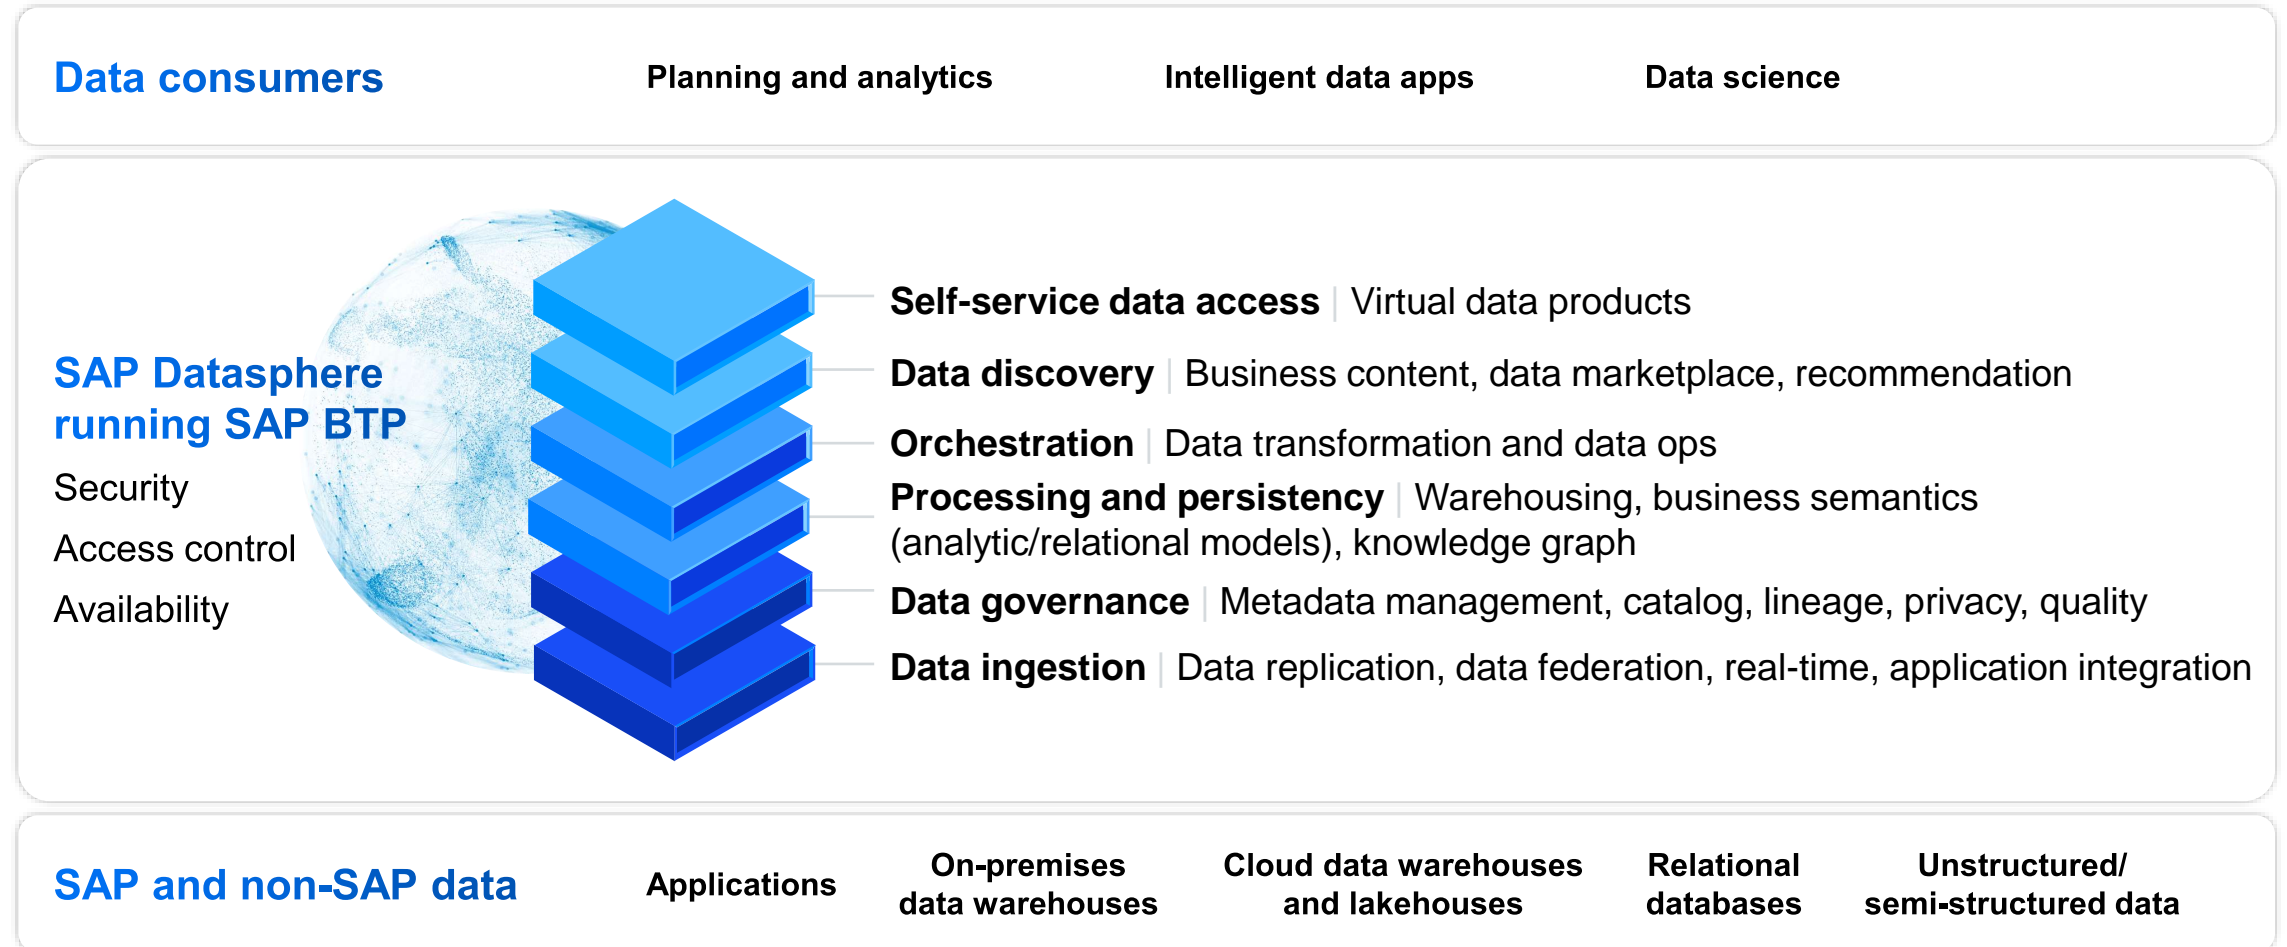 Data consumers
Planning and analytics
Intelligent data apps
Data science
SAP Datasphere
running SAP BTP
Security
Access control
Availability
Self-service data access | Virtual data products
Data discovery | Business content, data marketplace, recommendation
Orchestration | Data transformation and data ops
Processing and persistency | Warehousing, business semantics
(analytic/relational models), knowledge graph
Data governance | Metadata management, catalog, lineage, privacy, quality
Data ingestion | Data replication, data federation, real-time, application integration
SAP and non-SAP data
Applications
On-premises
data warehouses
Cloud data warehouses
and lakehouses
Relational
databases
Unstructured/
semi-structured data